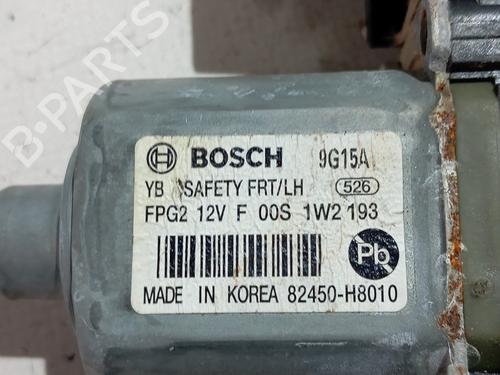 BOSCH 9G15A
YB SAFETY FRT/LH 526
FPG2 12V F 00S 1W2 193
Pb
MADE IN KOREA 82450-H8010
B-PARTS
B-PARTS